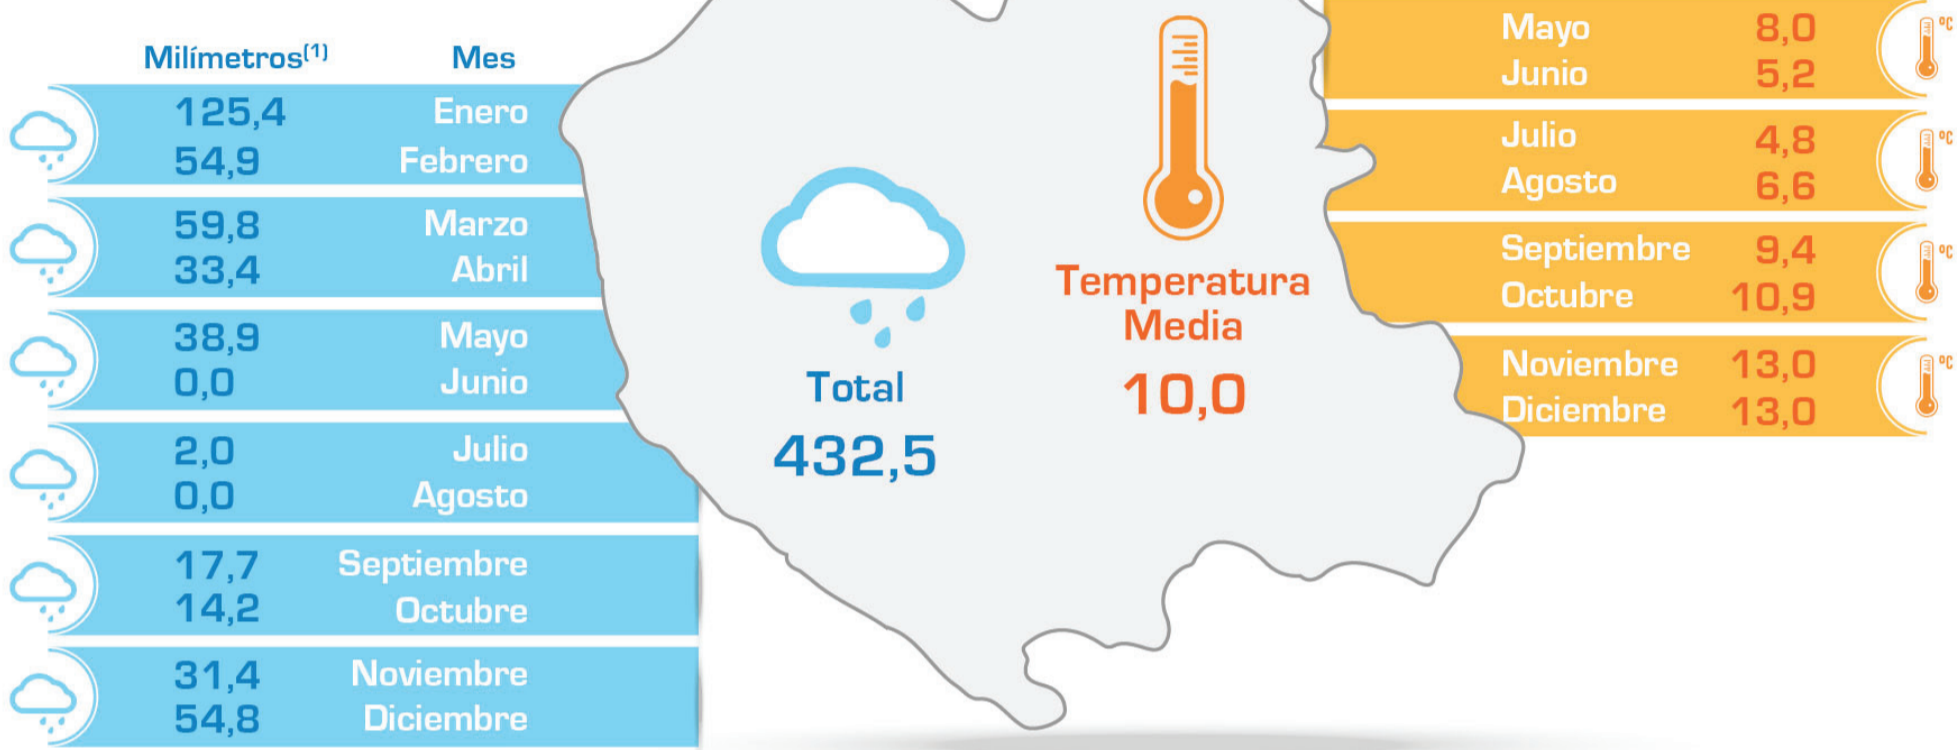 Milímetros(1) Mes
125,4 Enero
54,9 Febrero
59,8 Marzo
33,4 Abril
38,9 Mayo
0,0 Junio
2,0 Julio
0,0 Agosto
17,7 Septiembre
14,2 Octubre
31,4 Noviembre
54,8 Diciembre
Total
432,5
Temperatura
Media
10,0
Mayo 8,0
Junio 5,2
°C
Julio 4,8
Agosto 6,6
°C
Septiembre 9,4
Octubre 10,9
°C
Noviembre 13,0
Diciembre 13,0
°C